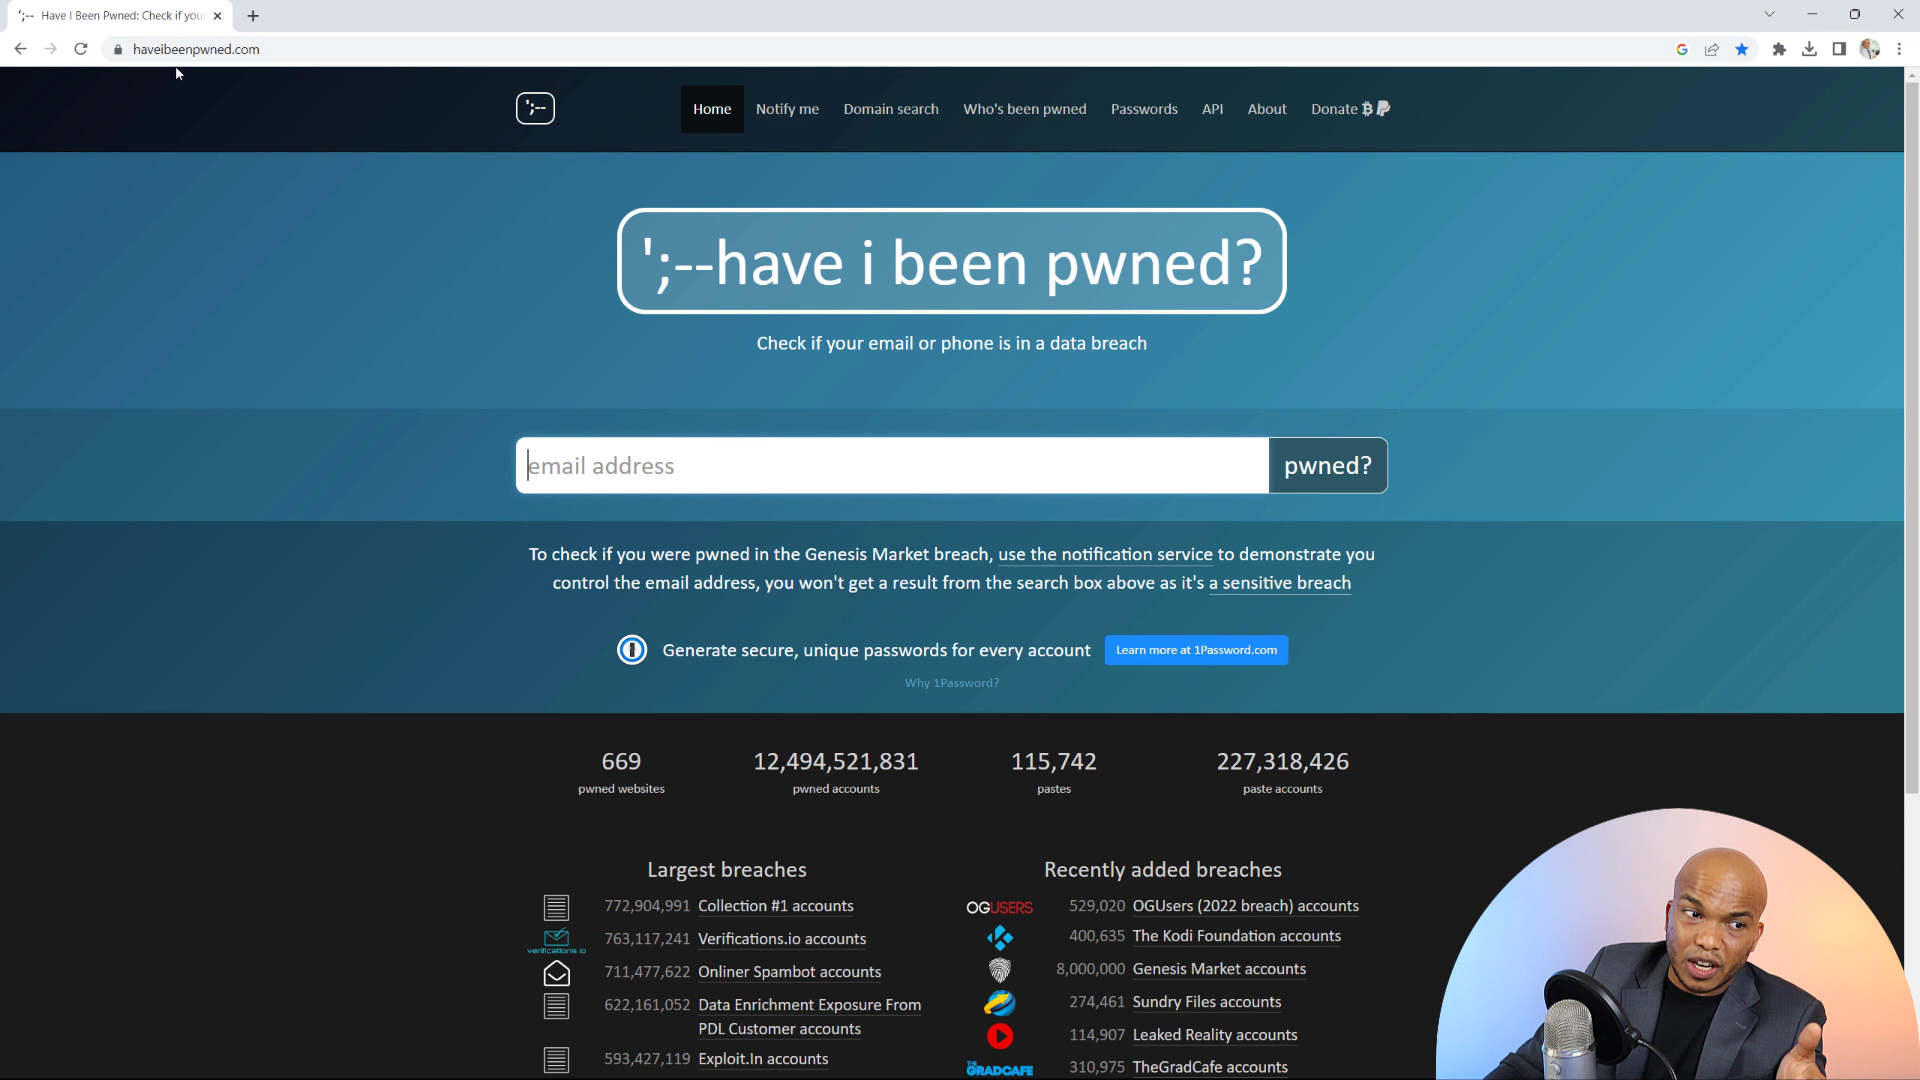 ';-- Have I Been Pwned: Check if you
haveibeenpwned.com
';--
Home Notify me Domain search Who's been pwned Passwords API About Donate
';--have i been pwned?
Check if your email or phone is in a data breach
email address pwned?
To check if you were pwned in the Genesis Market breach, use the notification service to demonstrate you
control the email address, you won't get a result from the search box above as it's a sensitive breach
Generate secure, unique passwords for every account Learn more at 1Password.com
Why 1Password?
669 12,494,521,831 115,742 227,318,426
pwned websites pwned accounts pastes paste accounts
Largest breaches
772,904,991 Collection #1 accounts
verifications io 763,117,241 Verifications.io accounts
711,477,622 Onliner Spambot accounts
622,161,052 Data Enrichment Exposure From
PDL Customer accounts
593,427,119 Exploit.In accounts
Recently added breaches
OGUSERS 529,020 OGUsers (2022 breach) accounts
400,635 The Kodi Foundation accounts
8,000,000 Genesis Market accounts
274,461 Sundry Files accounts
114,907 Leaked Reality accounts
THE GRADCAFE 310,975 TheGradCafe accounts